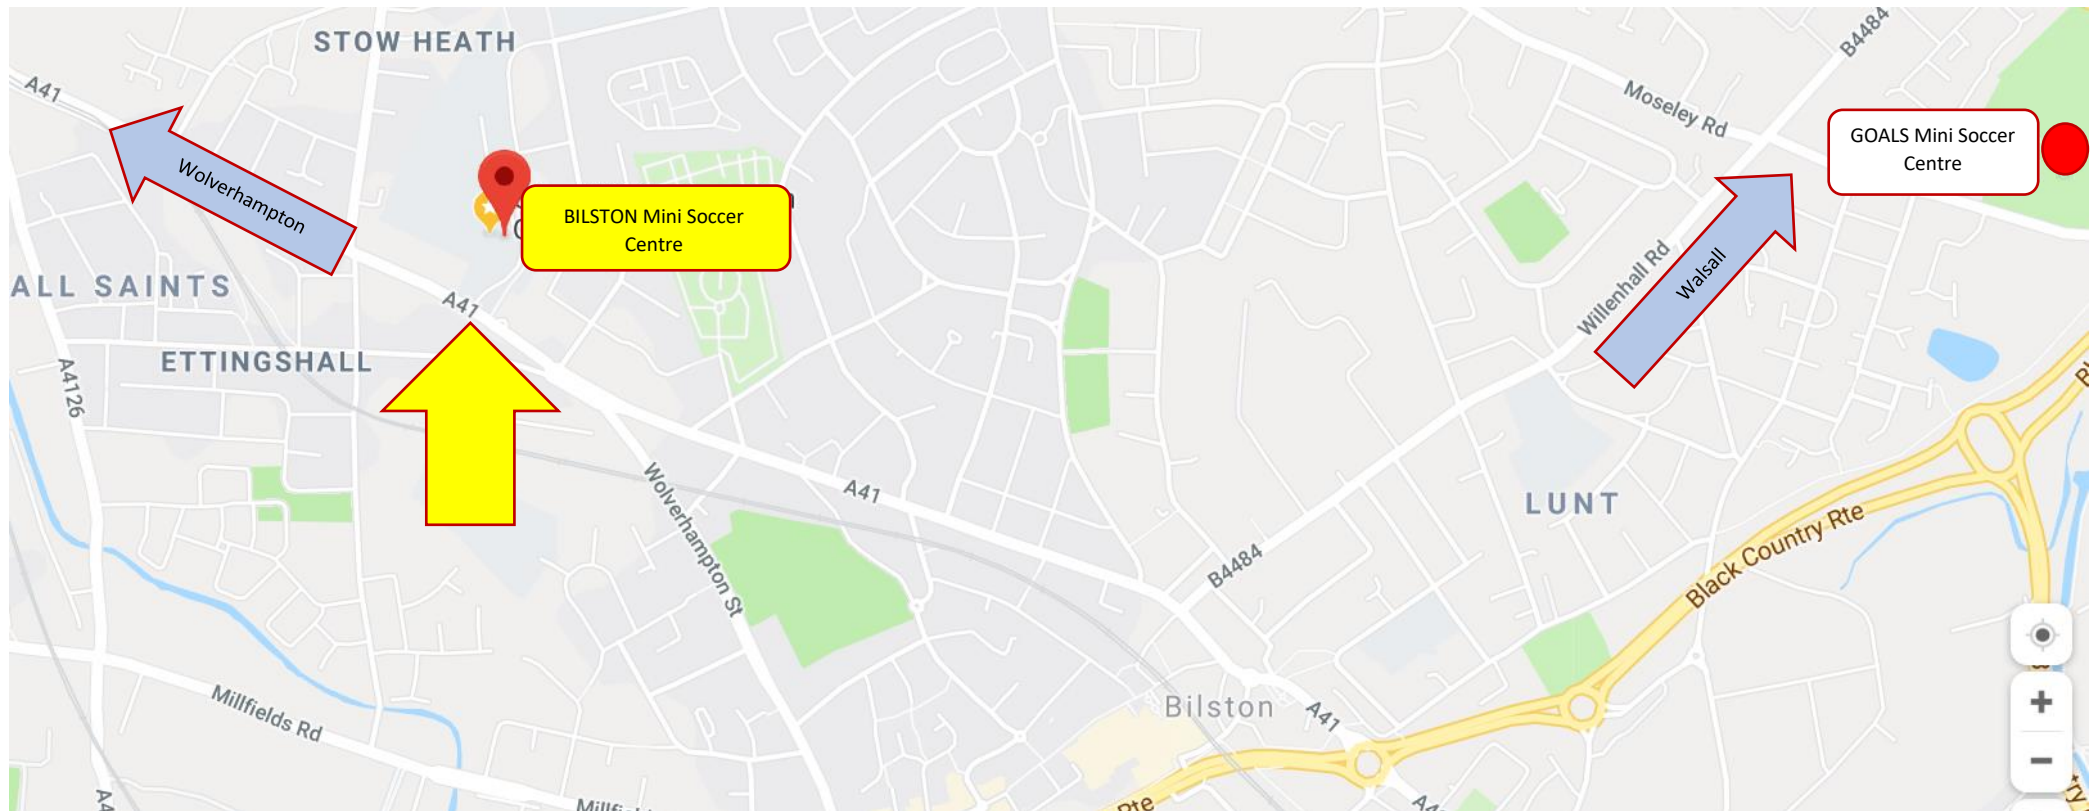 STOW HEATH
B4484
A41
Moseley Rd
GOALS Mini Soccer
Centre
Wolverhampton
BILSTON Mini Soccer
Centre
Walsall
Willenhall Rd
ALL SAINTS
A41
ETTINGSHALL
A4126
A41
Wolverhampton St
LUNT
Black Country Rte
B4484
Millfields Rd
Bilston
A41
+
−
Rte